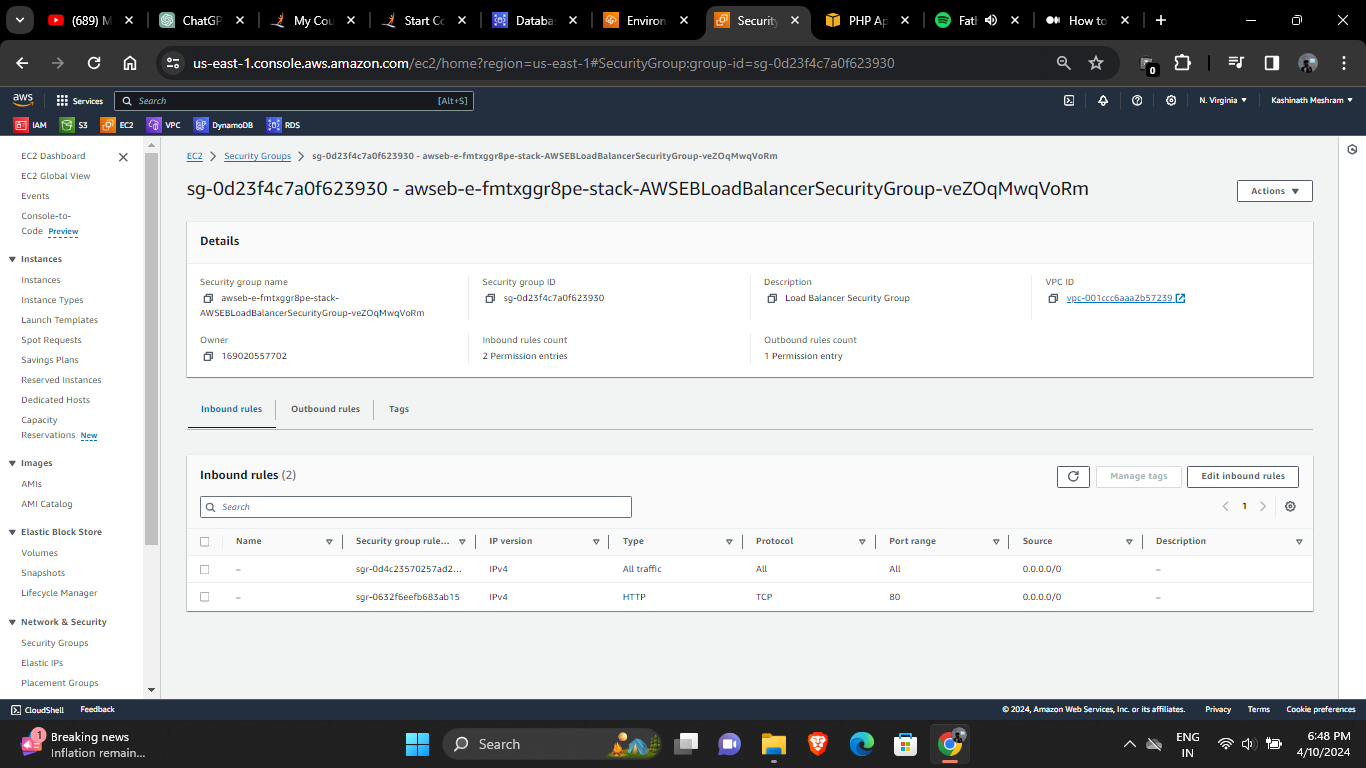 (689) M
ChatGP
My Cou
Start Co
Databa
Environ
Security
PHP Ap
Fatl
How to
us-east-1.console.aws.amazon.com/ec2/home?region=us-east-1#SecurityGroup:group-id=sg-0d23f4c7a0f623930
0
aws
Services
Search
[Alt+S]
N. Virginia
Kashinath Meshram
IAM
S3
EC2
VPC
DynamoDB
RDS
EC2 Dashboard
EC2 Global View
Events
Console-to-
Code Preview
Instances
Instances
Instance Types
Launch Templates
Spot Requests
Savings Plans
Reserved Instances
Dedicated Hosts
Capacity
Reservations New
Images
AMIs
AMI Catalog
Elastic Block Store
Volumes
Snapshots
Lifecycle Manager
Network & Security
Security Groups
Elastic IPs
Placement Groups
EC2 > Security Groups > sg-0d23f4c7a0f623930 - awseb-e-fmtxggr8pe-stack-AWSEBLoadBalancerSecurityGroup-veZOqMwqVoRm
sg-0d23f4c7a0f623930 - awseb-e-fmtxggr8pe-stack-AWSEBLoadBalancerSecurityGroup-veZOqMwqVoRm
Actions
Details
Security group name
awseb-e-fmtxggr8pe-stack-
AWSEBLoadBalancerSecurityGroup-veZOqMwqVoRm
Security group ID
sg-0d23f4c7a0f623930
Description
Load Balancer Security Group
VPC ID
vpc-001ccc6aaa2b57239
Owner
169020557702
Inbound rules count
2 Permission entries
Outbound rules count
1 Permission entry
Inbound rules
Outbound rules
Tags
Inbound rules (2)
Manage tags
Edit inbound rules
Search
1
Name Security group rule... IP version Type Protocol Port range Source Description
– sgr-0d4c23570257ad2... IPv4 All traffic All All 0.0.0.0/0 –
– sgr-0632f6eefb683ab15 IPv4 HTTP TCP 80 0.0.0.0/0 –
CloudShell
Feedback
© 2024, Amazon Web Services, Inc. or its affiliates.
Privacy
Terms
Cookie preferences
1
Breaking news
Inflation remain...
Search
ENG
IN
6:48 PM
4/10/2024